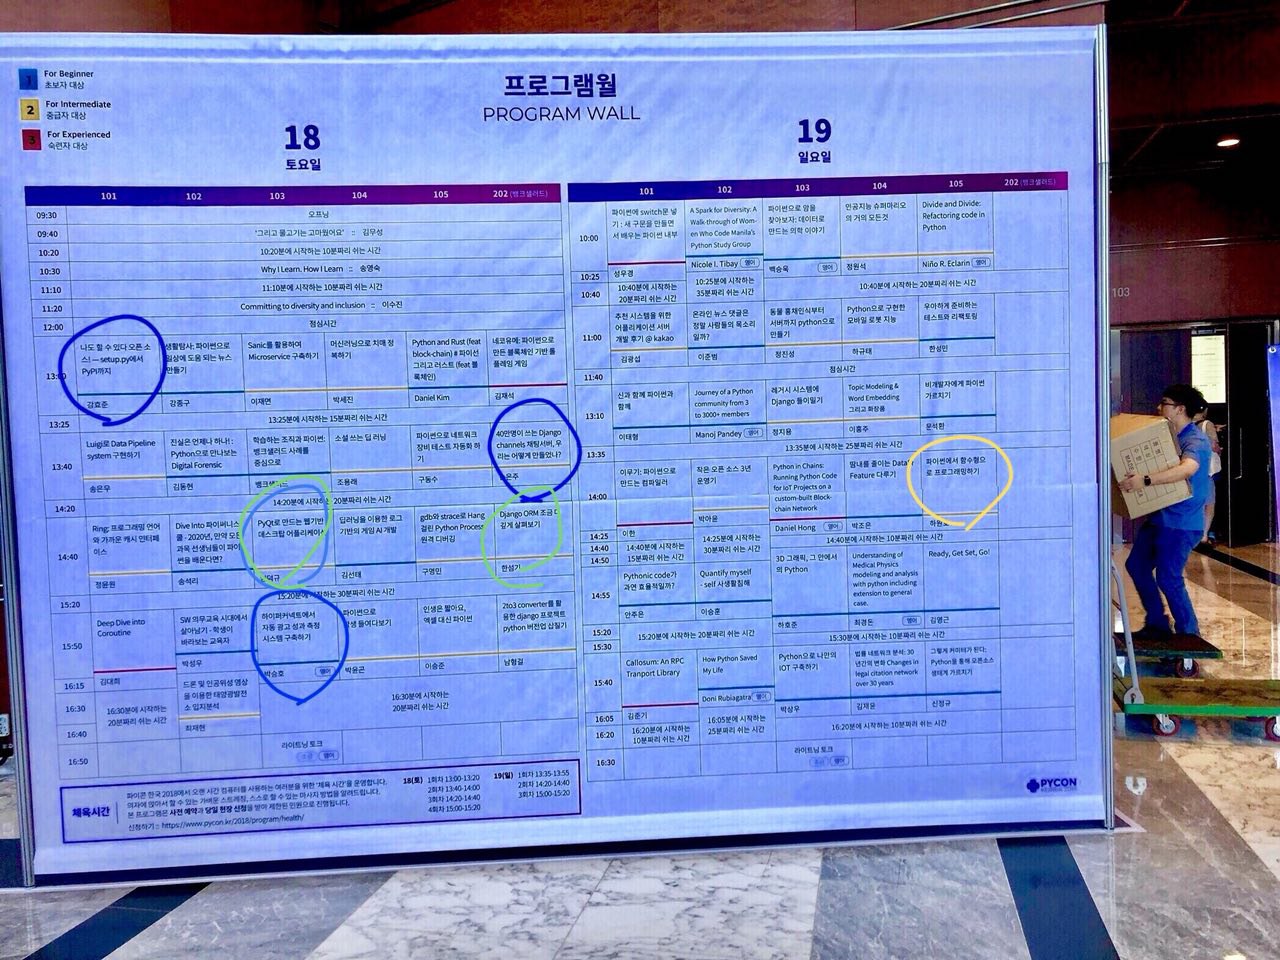 1 For Beginner
초보자 대상
2 For Intermediate
중급자 대상
3 For Experienced
숙련자 대상
프로그램월
PROGRAM WALL
18
토요일
19
일요일
101 102 103 104 105 202 (뱅크샐러드)
09:30 오프닝
09:40 '그리고 물고기는 고마웠어요' :: 김무성
10:20 10:20분에 시작하는 10분짜리 쉬는 시간
10:30 Why I Learn. How I Learn :: 송영숙
11:10 11:10분에 시작하는 10분짜리 쉬는 시간
11:20 Committing to diversity and inclusion :: 이수진
12:00 점심시간
나도 할 수 있다 오픈 소
스! — setup.py에서
PyPI까지
강효준
생활탐사: 파이썬으로
일상에 도움 되는 뉴스
만들기
강종구
Sanic를 활용하여
Microservice 구축하기
이재면
머신러닝으로 치매 정
복하기
박세진
Python and Rust (feat
block-chain) # 파이선
그리고 러스트 (feat 블
록체인)
Daniel Kim
네코유메: 파이썬으로
만든 블록체인 기반 롤
플레잉 게임
김재석
13:25 13:25분에 시작하는 15분짜리 쉬는 시간
13:40
Luigi로 Data Pipeline
system 구현하기
송은우
진실은 언제나 하나! :
Python으로 만나보는
Digital Forensic
김동현
학습하는 조직과 파이썬:
뱅크샐러드 사례를
중심으로
소설 쓰는 딥 러닝
조용래
파이썬으로 네트워크
장비 테스트 자동화 하
기
구동수
40만명이 쓰는 Django
channels 채팅서버, 우
리는 어떻게 만들었나?
14:20
14:40
Ring: 프로그래밍 언어
와 가까운 캐시 인터페
이스
정윤원
송석리
PyQt로 만드는 웹기반
데스크탑 어플리케이션
딥러닝을 이용한 로그
기반의 게임 AI 개발
김선태
gdb와 strace로 Hang
걸린 Python Process
원격 디버깅
구영민
Django ORM 조금 더
깊게 살펴보기
15:20 15:20분에 시작하는 30분짜리 쉬는 시간
15:50
Deep Dive into
Coroutine
김대희
SW 의무교육 시대에서
살아남기 - 학생이
바라보는 교육자
박성우
하이퍼커넥트에서
자동 광고 성과 측정
시스템 구축하기
박승호 영어
박윤곤
인생은 짧아요,
엑셀 대신 파이썬
이승준
2to3 converter를 활
용한 django 프로젝트
python 버전업 삽질기
남형걸
16:15
16:30 16:30분에 시작하는
20분짜리 쉬는 시간
드론 및 인공위성 영상
을 이용한 태양광발전
소 입지분석
최재현
16:30분에 시작하는
20분짜리 쉬는 시간
16:40
16:50 라이트닝 토크
영어
101 102 103 104 105 202 (뱅크샐러드)
10:00
파이썬에 switch문 넣
기 : 새 구문을 만들면
서 배우는 파이썬 내부
성우경
A Spark for Diversity: A
Walk-through of Wom-
en Who Code Manila's
Python Study Group
Nicole I. Tibay 영어
파이썬으로 암을
찾아보자: 데이터로
만드는 의학 이야기
백승욱 영어
인공지능 슈퍼마리오
의 거의 모든것
정원석
Divide and Divide:
Refactoring code in
Python
Niño R. Eclarin 영어
10:25
10:40 10:40분에 시작하는
20분짜리 쉬는 시간
10:25분에 시작하는
35분짜리 쉬는 시간
10:40분에 시작하는 20분짜리 쉬는 시간
11:00
추천 시스템을 위한
어플리케이션 서버
개발 후기 @ kakao
김광섭
온라인 뉴스 댓글은
정말 사람들의 목소리
일까?
이준범
동물 홍채인식부터
서버까지 python으로
만들기
정진성
Python으로 구현한
모바일 로봇 지능
하규태
우아하게 준비하는
테스트와 리팩토링
한성민
11:40 점심시간
13:10
신과 함께 파이썬과
함께
이태형
Journey of a Python
community from 3
to 3000+ members
Manoj Pandey 영어
레거시 시스템에
Django 들이밀기
정지용
Topic Modeling &
Word Embedding
그리고 화장품
이홍주
비개발자에게 파이썬
가르치기
문석환
13:35 13:35분에 시작하는 25분짜리 쉬는 시간
14:00
이무기: 파이썬으로
만드는 컴파일러
이한
작은 오픈 소스 3년
운영기
박아윤
Python in Chains:
Running Python Code
for IoT Projects on a
custom-built Block-
chain Network
Daniel Hong 영어
땀내를 줄이는 Data와
Feature 다루기
박조은
파이썬에서 함수형으
로 프로그래밍하기
14:25
14:40 14:40분에 시작하는
15분짜리 쉬는 시간
14:25분에 시작하는
30분짜리 쉬는 시간
14:40분에 시작하는 10분짜리 쉬는 시간
14:50
14:55
Pythonic code가
과연 효율적일까?
안주은
Quantify myself
- self 사생활침해
이승훈
3D 그래픽, 그 안에서
의 Python
하호준
Understanding of
Medical Physics
modeling and analysis
with python including
extension to general
case.
최경돈 영어
Ready, Get Set, Go!
김영근
15:20 15:20분에 시작하는 20분짜리 쉬는 시간
15:30 15:30분에 시작하는 10분짜리 쉬는 시간
15:40
Callosum: An RPC
Tranport Library
김준기
How Python Saved
My Life
Doni Rubiagatra 영어
Python으로 나만의
IOT 구축하기
박상우
법률 네트워크 분석: 30
년간의 변화 Changes in
legal citation network
over 30 years
김재윤
그렇게 커미터가 된다:
Python을 통해 오픈소스
생태계 가르치기
신정규
16:05
16:20 16:20분에 시작하는
10분짜리 쉬는 시간
16:05분에 시작하는
25분짜리 쉬는 시간
16:20분에 시작하는 10분짜리 쉬는 시간
16:30 라이트닝 토크
영어
체육시간
파이콘 한국 2018에서 오랜 시간 컴퓨터를 사용하는 여러분을 위한 '체육 시간'을 운영합니다.
의자에 앉아서 할 수 있는 가벼운 스트레칭, 스스로 할 수 있는 마사지 방법을 알려드립니다.
본 프로그램은 사전 예약과 당일 현장 신청을 받아 제한된 인원으로 진행됩니다.
신청하기 :: https://www.pycon.kr/2018/program/health/
18(토) 1회차 13:00-13:20
2회차 13:40-14:00
3회차 14:20-14:40
4회차 15:00-15:20
19(일) 1회차 13:35-13:55
2회차 14:20-14:40
3회차 15:00-15:20
PYCON
103